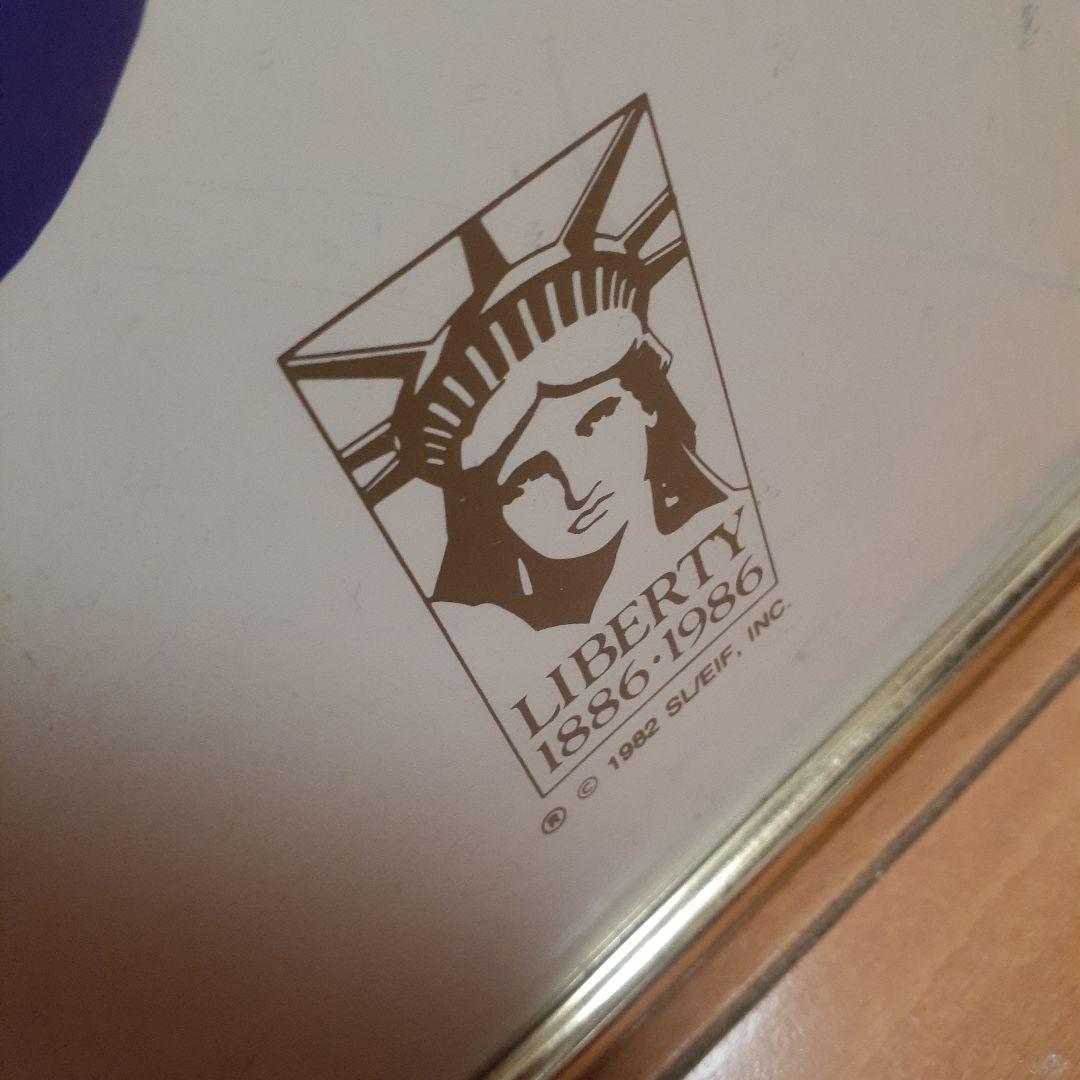 LIBERTY
1886·1986
® © 1982 SL/EIF, INC.